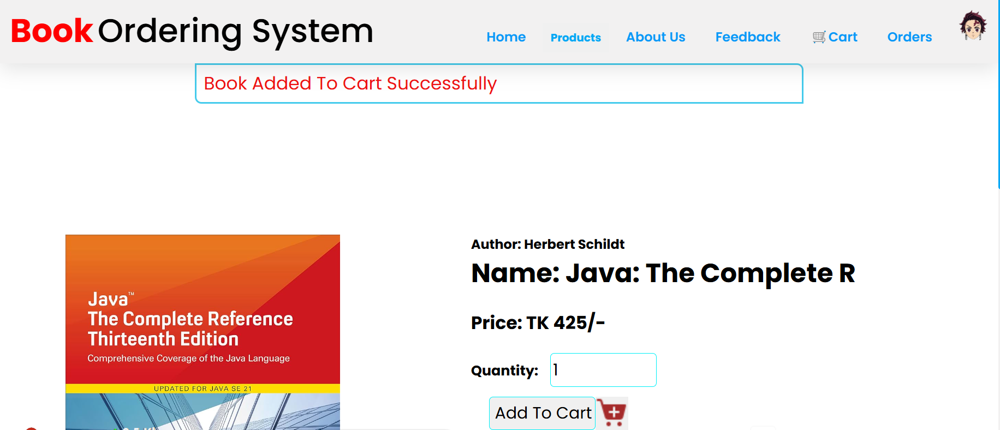 Book Ordering System
Home Products About Us Feedback Cart Orders
Book Added To Cart Successfully
Java™
The Complete Reference
Thirteenth Edition
Comprehensive Coverage of the Java Language
UPDATED FOR JAVA SE 21
Author: Herbert Schildt
Name: Java: The Complete R
Price: TK 425/-
Quantity: 1
Add To Cart